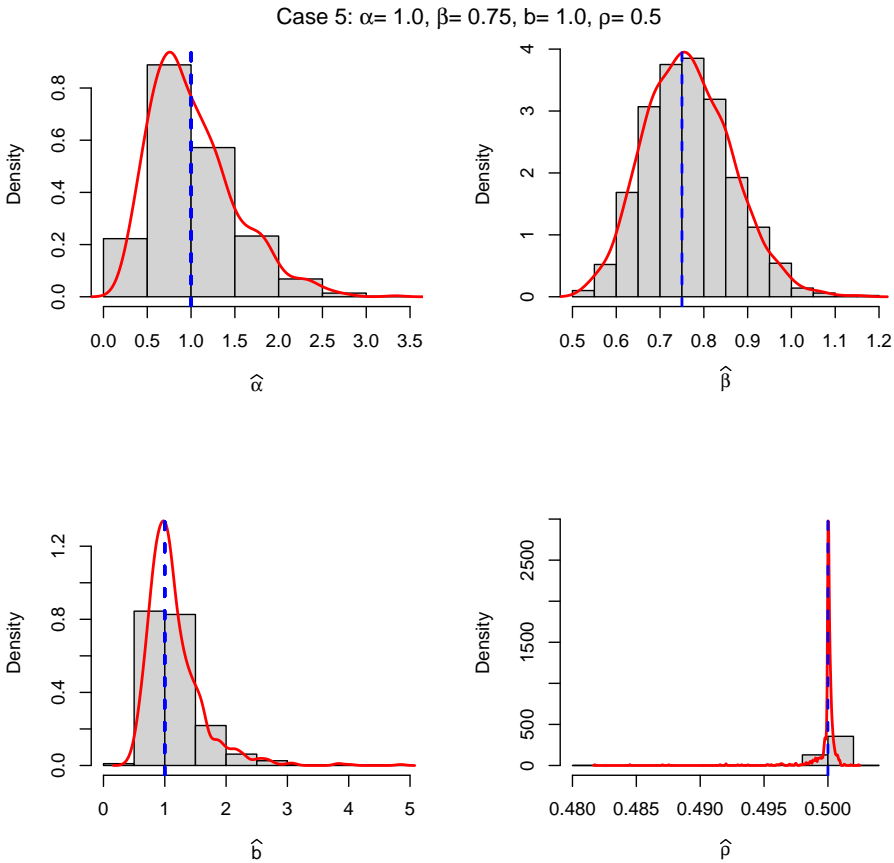 Case 5: α= 1.0, β= 0.75, b= 1.0, ρ= 0.5
Density
0.0 0.2 0.4 0.6 0.8
0.0 0.5 1.0 1.5 2.0 2.5 3.0 3.5
α̂
Density
0 1 2 3 4
0.5 0.6 0.7 0.8 0.9 1.0 1.1 1.2
β̂
Density
0.0 0.4 0.8 1.2
0 1 2 3 4 5
b̂
Density
0 500 1500 2500
0.480 0.485 0.490 0.495 0.500
ρ̂